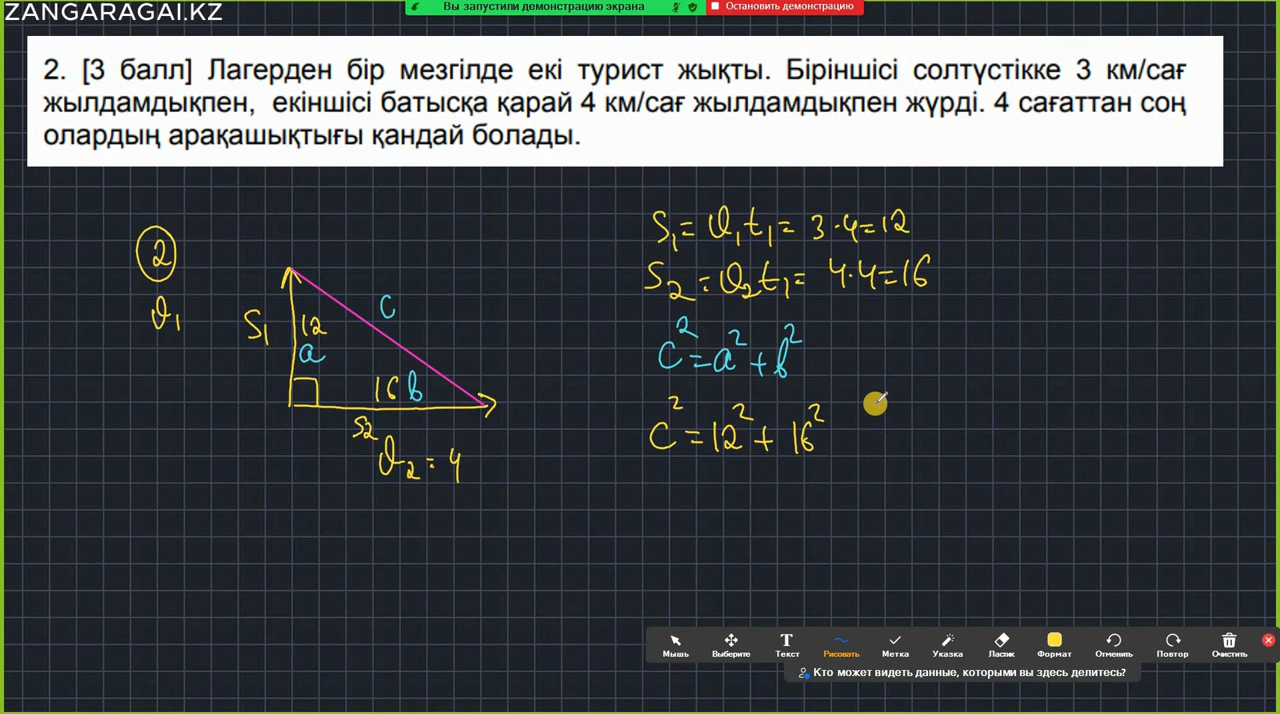 ZANGARAGAI.KZ
Вы запустили демонстрацию экрана
Остановить демонстрацию
2. [3 балл] Лагерден бір мезгілде екі турист жықты. Біріншісі солтүстікке 3 км/сағ
жылдамдықпен, екіншісі батысқа қарай 4 км/сағ жылдамдықпен жүрді. 4 сағаттан соң
олардың арақашықтығы қандай болады.
2
ϑ₁
S₁
12
a
C
16 b
S₂
ϑ₂ = 4
S₁ = ϑ₁t₁ = 3·4=12
S₂ = ϑ₂t₁ = 4·4=16
C² = a² + b²
C² = 12² + 16²
Мышь
Выберите
Текст
Рисовать
Метка
Указка
Ластик
Формат
Отменить
Повтор
Очистить
Кто может видеть данные, которыми вы здесь делитесь?